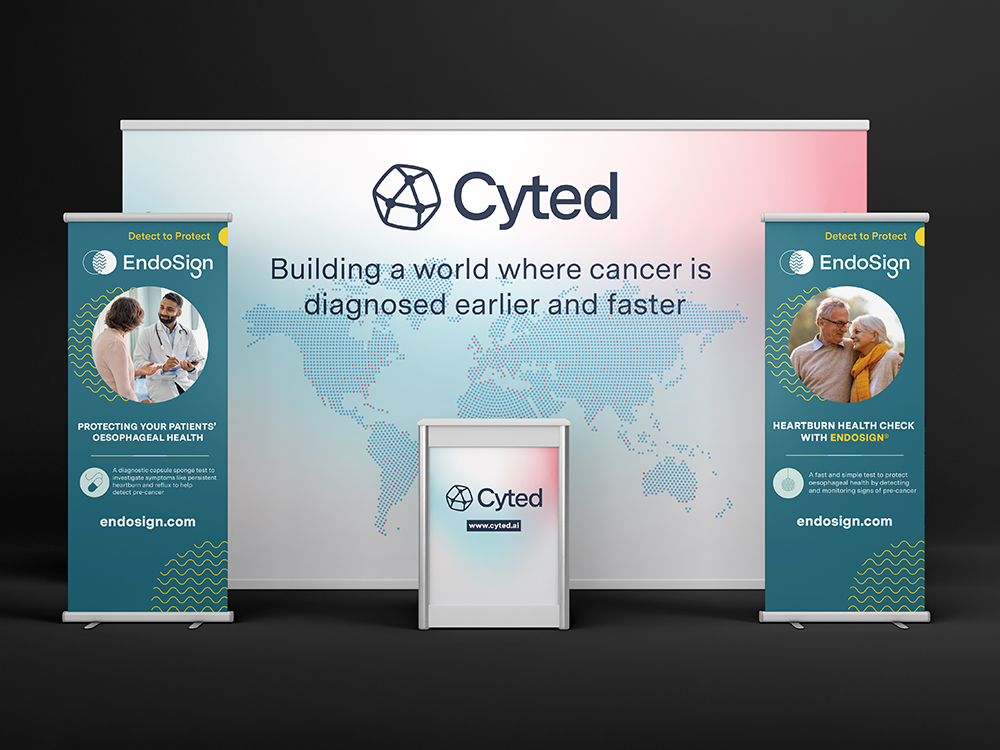 Cyted
Building a world where cancer is
diagnosed earlier and faster
Detect to Protect
EndoSign
PROTECTING YOUR PATIENTS'
OESOPHAGEAL HEALTH
A diagnostic capsule sponge test to
investigate symptoms like persistent
heartburn and reflux to help
detect pre-cancer
endosign.com
Cyted
www.cyted.ai
Detect to Protect
EndoSign
HEARTBURN HEALTH CHECK
WITH ENDOSIGN®
A fast and simple test to protect
oesophageal health by detecting
and monitoring signs of pre-cancer
endosign.com